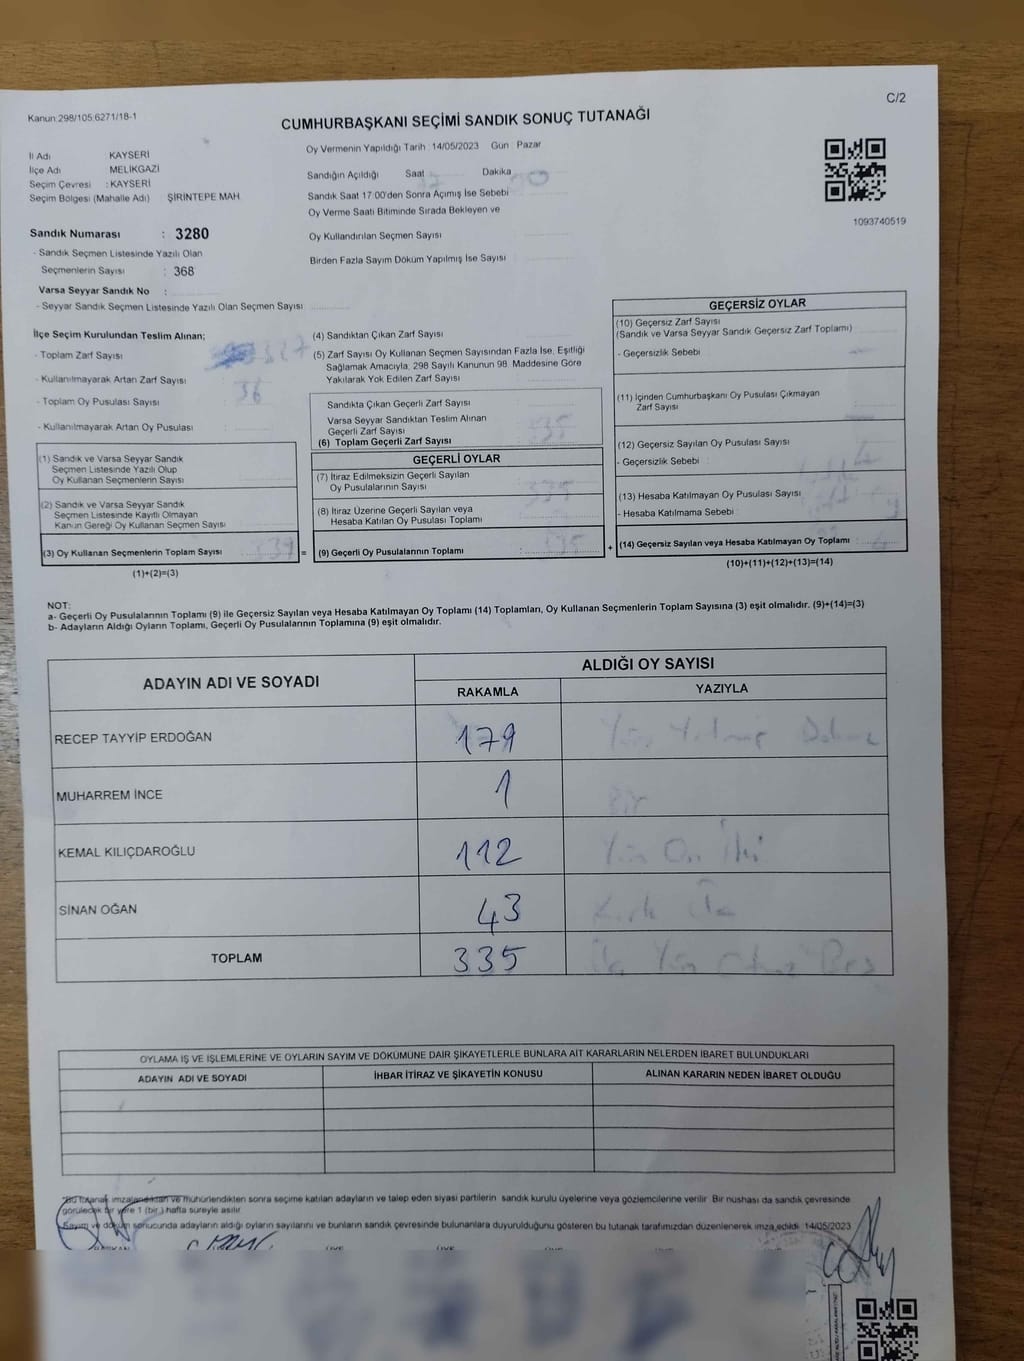 C/2
Kanun:298/105;6271/18-1
CUMHURBAŞKANI SEÇİMİ SANDIK SONUÇ TUTANAĞI
İl Adı KAYSERİ
İlçe Adı MELİKGAZİ
Seçim Çevresi : KAYSERİ
Seçim Bölgesi (Mahalle Adı) ŞİRİNTEPE MAH
Oy Vermenin Yapıldığı Tarih :14/05/2023 Gün : Pazar
Sandığın Açıldığı Saat 17 Dakika 00
Sandık Saat 17:00'den Sonra Açılmış İse Sebebi
Oy Verme Saati Bitiminde Sırada Bekleyen ve
Oy Kullandırılan Seçmen Sayısı
Birden Fazla Sayım Döküm Yapılmış İse Sayısı
1093740519
Sandık Numarası : 3280
- Sandık Seçmen Listesinde Yazılı Olan
Seçmenlerin Sayısı : 368
Varsa Seyyar Sandık No :
- Seyyar Sandık Seçmen Listesinde Yazılı Olan Seçmen Sayısı
İlçe Seçim Kurulundan Teslim Alınan;
- Toplam Zarf Sayısı
- Kullanılmayarak Artan Zarf Sayısı 36
- Toplam Oy Pusulası Sayısı
- Kullanılmayarak Artan Oy Pusulası
(1) Sandık ve Varsa Seyyar Sandık
Seçmen Listesinde Yazılı Olup
Oy Kullanan Seçmenlerin Sayısı
(2) Sandık ve Varsa Seyyar Sandık
Seçmen Listesinde Kayıtlı Olmayan
Kanun Gereği Oy Kullanan Seçmen Sayısı
(3) Oy Kullanan Seçmenlerin Toplam Sayısı 339 =
(1)+(2)=(3)
(4) Sandıktan Çıkan Zarf Sayısı
(5) Zarf Sayısı Oy Kullanan Seçmen Sayısından Fazla İse, Eşitliği
Sağlamak Amacıyla, 298 Sayılı Kanunun 98. Maddesine Göre
Yakılarak Yok Edilen Zarf Sayısı
Sandıkta Çıkan Geçerli Zarf Sayısı
Varsa Seyyar Sandıktan Teslim Alınan
Geçerli Zarf Sayısı
(6) Toplam Geçerli Zarf Sayısı 335
GEÇERLİ OYLAR
(7) İtiraz Edilmeksizin Geçerli Sayılan
Oy Pusulalarının Sayısı 335
(8) İtiraz Üzerine Geçerli Sayılan veya
Hesaba Katılan Oy Pusulası Toplamı
(9) Geçerli Oy Pusulalarının Toplamı 335 +
GEÇERSİZ OYLAR
(10) Geçersiz Zarf Sayısı
(Sandık ve Varsa Seyyar Sandık Geçersiz Zarf Toplamı)
- Geçersizlik Sebebi
(11) İçinden Cumhurbaşkanı Oy Pusulası Çıkmayan
Zarf Sayısı
(12) Geçersiz Sayılan Oy Pusulası Sayısı 4
- Geçersizlik Sebebi :
(13) Hesaba Katılmayan Oy Pusulası Sayısı
- Hesaba Katılmama Sebebi
(14) Geçersiz Sayılan veya Hesaba Katılmayan Oy Toplamı : 4
(10)+(11)+(12)+(13)=(14)
NOT:
a- Geçerli Oy Pusulalarının Toplamı (9) ile Geçersiz Sayılan veya Hesaba Katılmayan Oy Toplamı (14) Toplamları, Oy Kullanan Seçmenlerin Toplam Sayısına (3) eşit olmalıdır. (9)+(14)=(3)
b- Adayların Aldığı Oyların Toplamı, Geçerli Oy Pusulalarının Toplamına (9) eşit olmalıdır.
ADAYIN ADI VE SOYADI ALDIĞI OY SAYISI
RAKAMLA YAZIYLA
RECEP TAYYİP ERDOĞAN 179 Yüz Yetmiş Dokuz
MUHARREM İNCE 1 Bir
KEMAL KILIÇDAROĞLU 112 Yüz On İki
SİNAN OĞAN 43 Kırk Üç
TOPLAM 335 Üç Yüz Otuz Beş
OYLAMA İŞ VE İŞLEMLERİNE VE OYLARIN SAYIM VE DÖKÜMÜNE DAİR ŞİKAYETLERLE BUNLARA AİT KARARLARIN NELERDEN İBARET BULUNDUKLARI
ADAYIN ADI VE SOYADI İHBAR İTİRAZ VE ŞİKAYETİN KONUSU ALINAN KARARIN NEDEN İBARET OLDUĞU
*Bu tutanak imzalandıktan ve mühürlendikten sonra seçime katılan adayların ve talep eden siyasi partilerin sandık kurulu üyelerine veya gözlemcilerine verilir. Bir nüshası da sandık çevresinde
görülecek bir yere 1 (bir) hafta süreyle asılır.
Sayım ve döküm sonucunda adayların aldığı oyların sayılarını ve bunların sandık çevresinde bulunanlara duyurulduğunu gösteren bu tutanak tarafımızdan düzenlenerek imza edildi. 14/05/2023